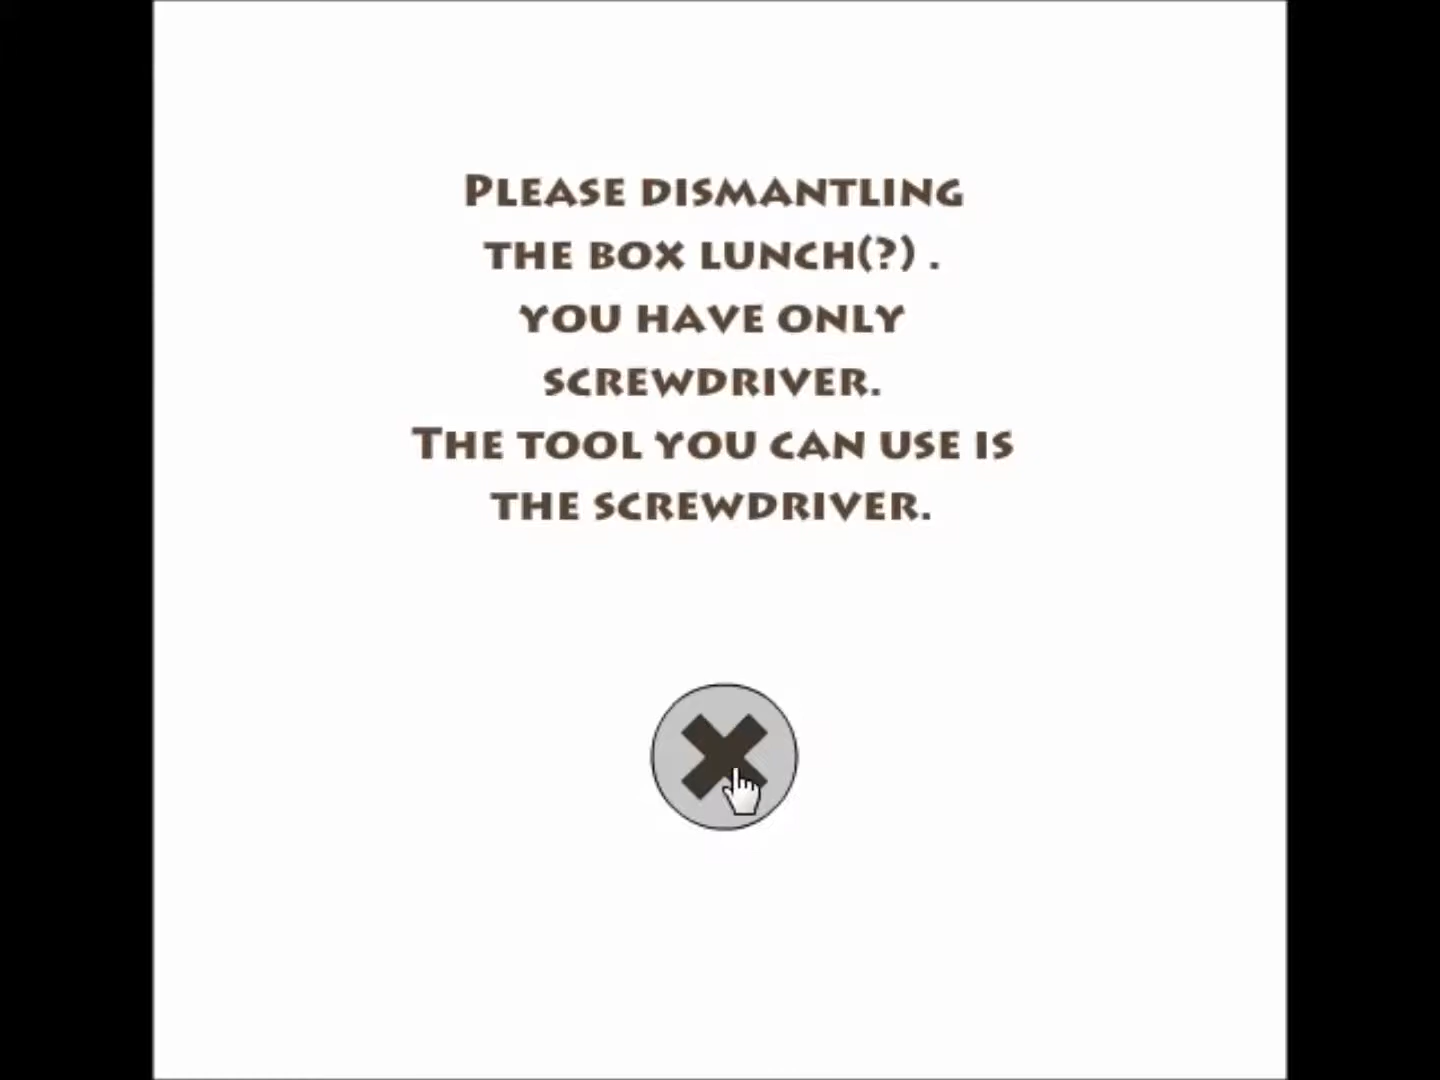 Please dismantling
the box lunch(?) .
you have only
screwdriver.
The tool you can use is
the screwdriver.